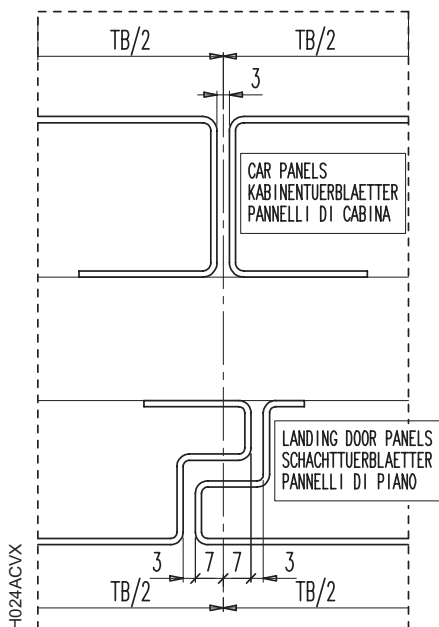 TB/2 TB/2
3
CAR PANELS
KABINENTUERBLAETTER
PANNELLI DI CABINA
LANDING DOOR PANELS
SCHACHTTUERBLAETTER
PANNELLI DI PIANO
3 7 7 3
TB/2 TB/2
H024ACVX